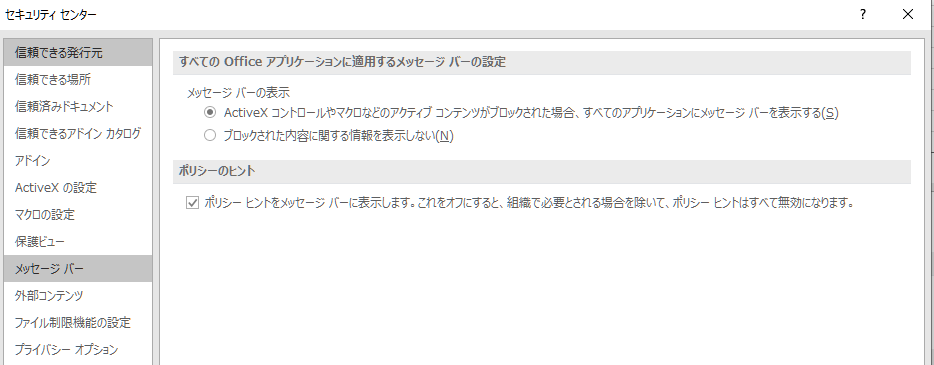 セキュリティ センター
? ×
信頼できる発行元
信頼できる場所
信頼済みドキュメント
信頼できるアドイン カタログ
アドイン
ActiveX の設定
マクロの設定
保護ビュー
メッセージ バー
外部コンテンツ
ファイル制限機能の設定
プライバシー オプション
すべての Office アプリケーションに適用するメッセージ バーの設定
メッセージ バーの表示
ActiveX コントロールやマクロなどのアクティブ コンテンツがブロックされた場合、すべてのアプリケーションにメッセージ バーを表示する(S)
ブロックされた内容に関する情報を表示しない(N)
ポリシーのヒント
ポリシー ヒントをメッセージ バーに表示します。これをオフにすると、組織で必要とされる場合を除いて、ポリシー ヒントはすべて無効になります。